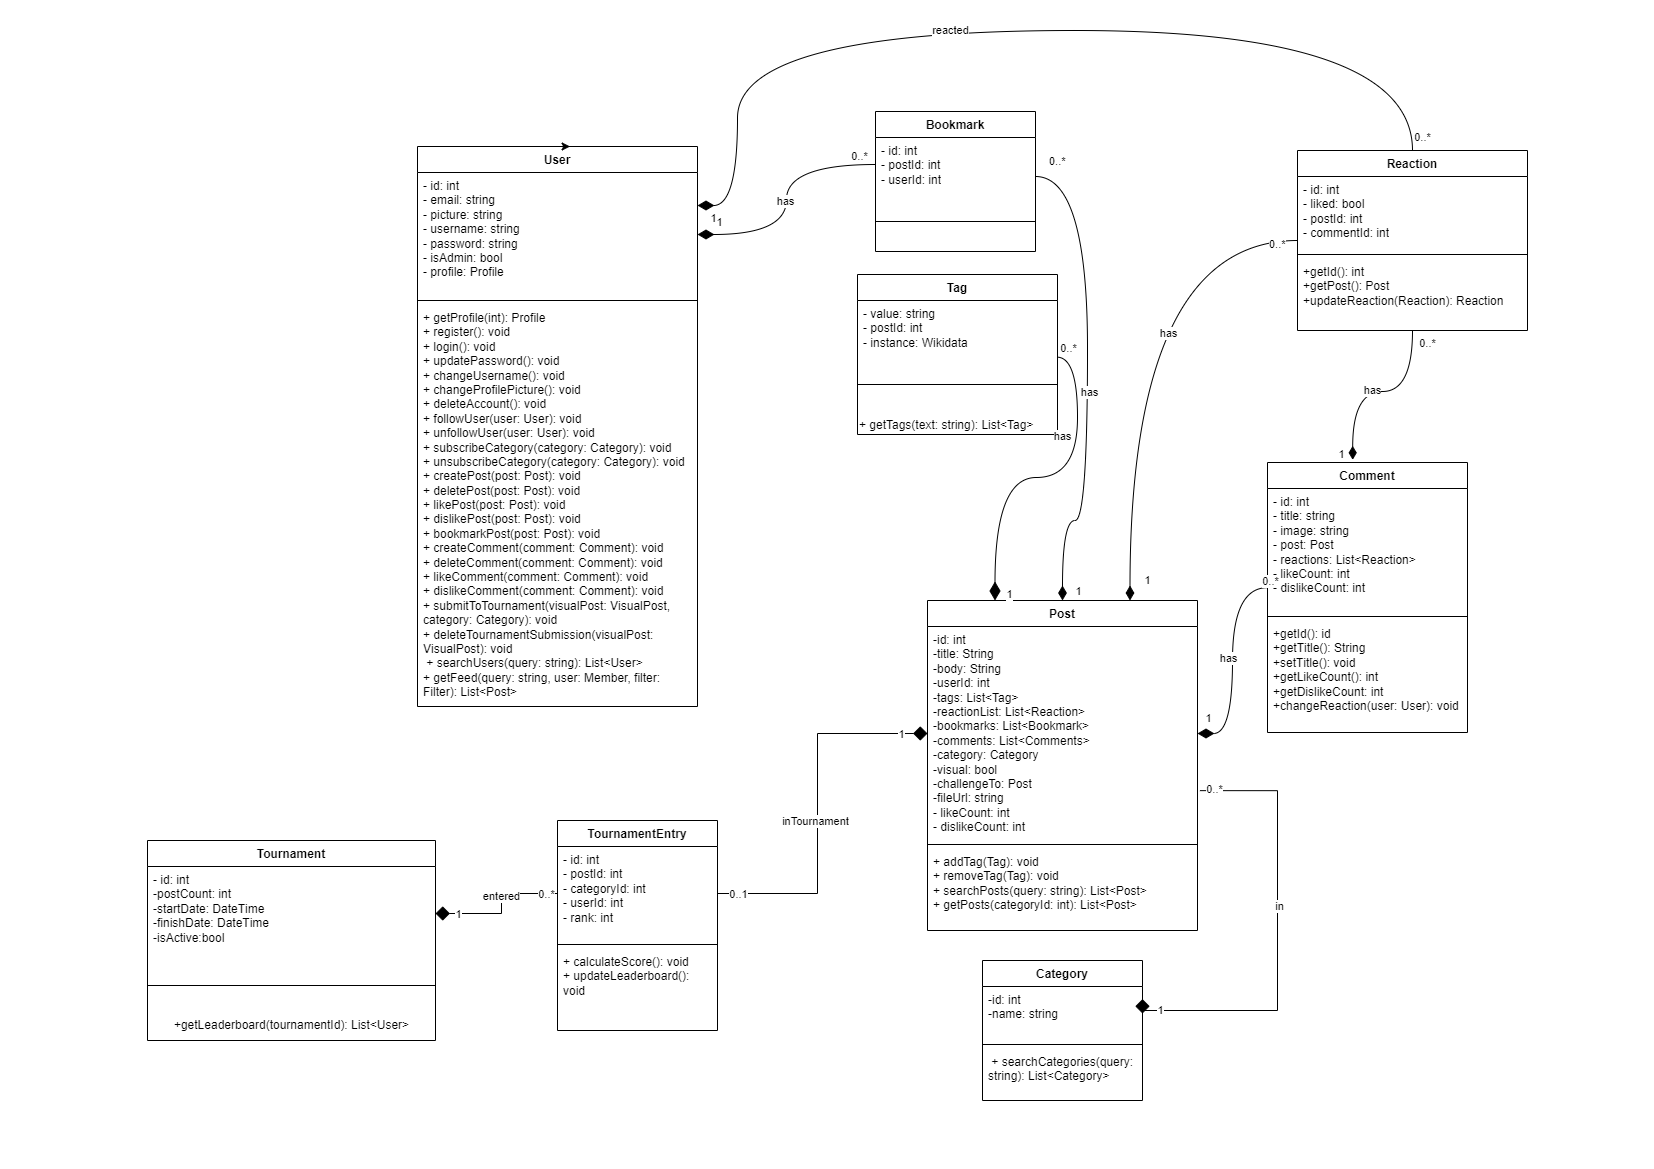 reacted
0..*
Bookmark
- id: int
- postId: int
- userId: int
0..*
has
11
0..*
User
- id: int
- email: string
- picture: string
- username: string
- password: string
- isAdmin: bool
- profile: Profile
+ getProfile(int): Profile
+ register(): void
+ login(): void
+ updatePassword(): void
+ changeUsername(): void
+ changeProfilePicture(): void
+ deleteAccount(): void
+ followUser(user: User): void
+ unfollowUser(user: User): void
+ subscribeCategory(category: Category): void
+ unsubscribeCategory(category: Category): void
+ createPost(post: Post): void
+ deletePost(post: Post): void
+ likePost(post: Post): void
+ dislikePost(post: Post): void
+ bookmarkPost(post: Post): void
+ createComment(comment: Comment): void
+ deleteComment(comment: Comment): void
+ likeComment(comment: Comment): void
+ dislikeComment(comment: Comment): void
+ submitToTournament(visualPost: VisualPost,
category: Category): void
+ deleteTournamentSubmission(visualPost:
VisualPost): void
+ searchUsers(query: string): List<User>
+ getFeed(query: string, user: Member, filter:
Filter): List<Post>
Reaction
- id: int
- liked: bool
- postId: int
- commentId: int
+getId(): int
+getPost(): Post
+updateReaction(Reaction): Reaction
0..*
has
0..*
has
1
Tag
- value: string
- postId: int
- instance: Wikidata
+ getTags(text: string): List<Tag>
0..*
has
has
Comment
- id: int
- title: string
- image: string
- post: Post
- reactions: List<Reaction>
- likeCount: int
- dislikeCount: int
+getId(): id
+getTitle(): String
+setTitle(): void
+getLikeCount(): int
+getDislikeCount: int
+changeReaction(user: User): void
0..*
has
1
1
1
1
Post
-id: int
-title: String
-body: String
-userId: int
-tags: List<Tag>
-reactionList: List<Reaction>
-bookmarks: List<Bookmark>
-comments: List<Comments>
-category: Category
-visual: bool
-challengeTo: Post
-fileUrl: string
- likeCount: int
- dislikeCount: int
+ addTag(Tag): void
+ removeTag(Tag): void
+ searchPosts(query: string): List<Post>
+ getPosts(categoryId: int): List<Post>
1
inTournament
0..1
0..*
in
1
Tournament
- id: int
-postCount: int
-startDate: DateTime
-finishDate: DateTime
-isActive:bool
+getLeaderboard(tournamentId): List<User>
1
entered
0..*
TournamentEntry
- id: int
- postId: int
- categoryId: int
- userId: int
- rank: int
+ calculateScore(): void
+ updateLeaderboard():
void
Category
-id: int
-name: string
+ searchCategories(query:
string): List<Category>